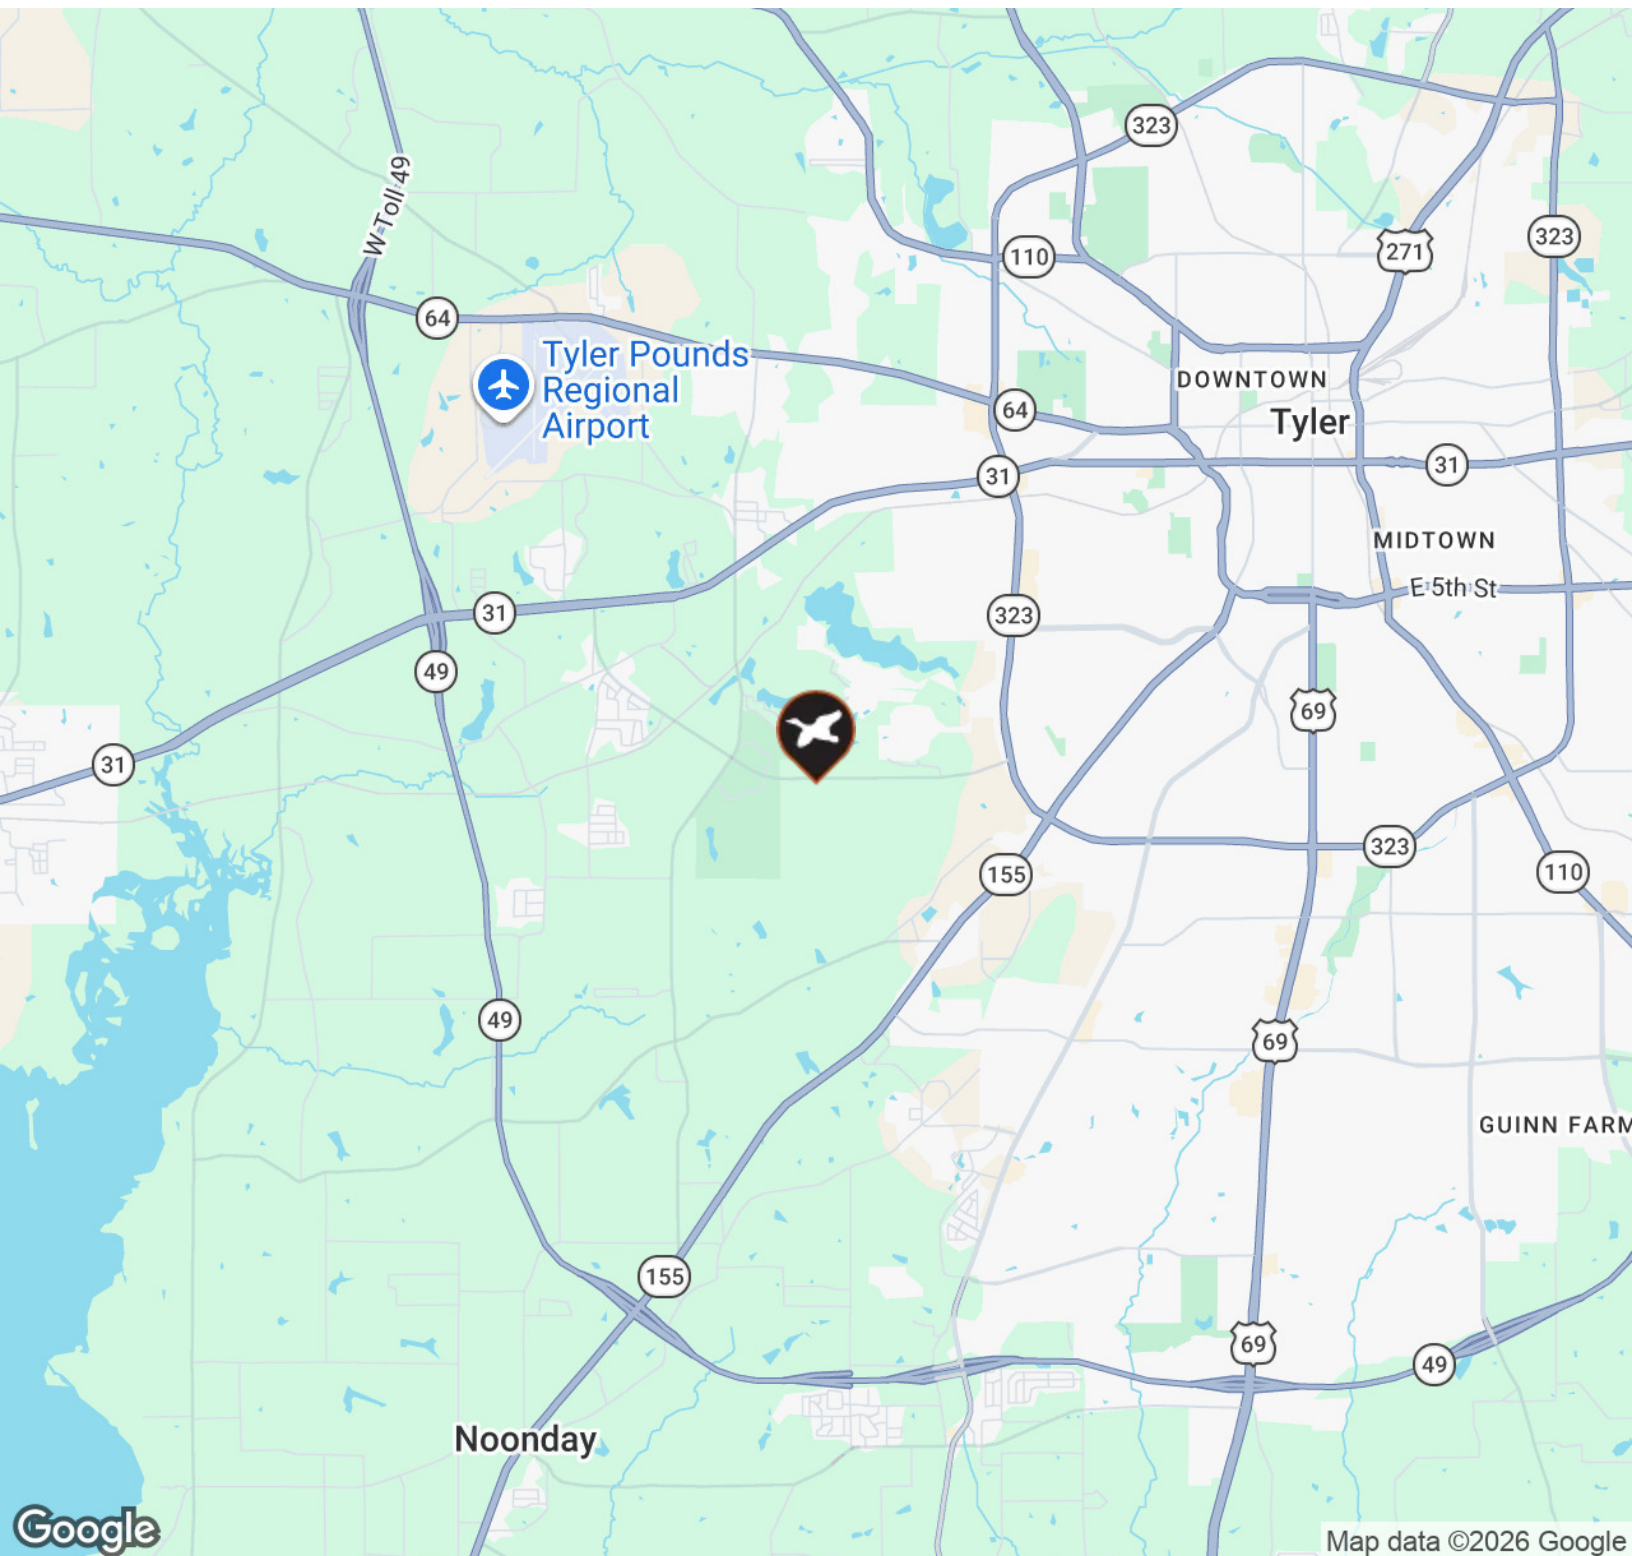 323
W Toll 49
323
271
110
64
Tyler Pounds
Regional
Airport
DOWNTOWN
64
Tyler
31
31
MIDTOWN
E 5th St
31
323
49
69
31
323
155
110
49
69
GUINN FARM
155
69
49
Noonday
Google
Map data ©2026 Google